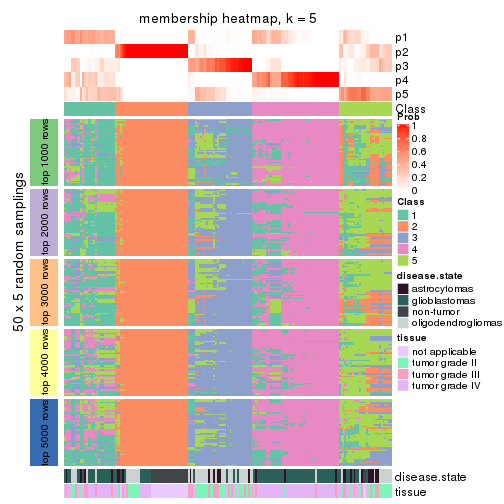 membership heatmap, k = 5
p1
p2
p3
p4
p5
Class
Prob
1
0.8
0.6
0.4
0.2
0
Class
1
2
3
4
5
disease.state
astrocytomas
glioblastomas
non-tumor
oligodendrogliomas
tissue
not applicable
tumor grade II
tumor grade III
tumor grade IV
50 x 5 random samplings
top 1000 rows
top 2000 rows
top 3000 rows
top 4000 rows
top 5000 rows
disease.state
tissue